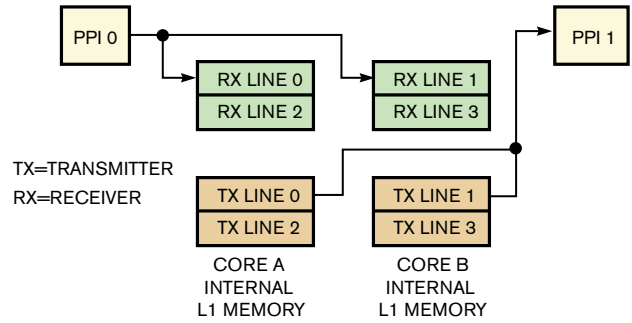 PPI 0
PPI 1
RX LINE 0
RX LINE 1
RX LINE 2
RX LINE 3
TX=TRANSMITTER
RX=RECEIVER
TX LINE 0
TX LINE 1
TX LINE 2
TX LINE 3
CORE A
INTERNAL
L1 MEMORY
CORE B
INTERNAL
L1 MEMORY